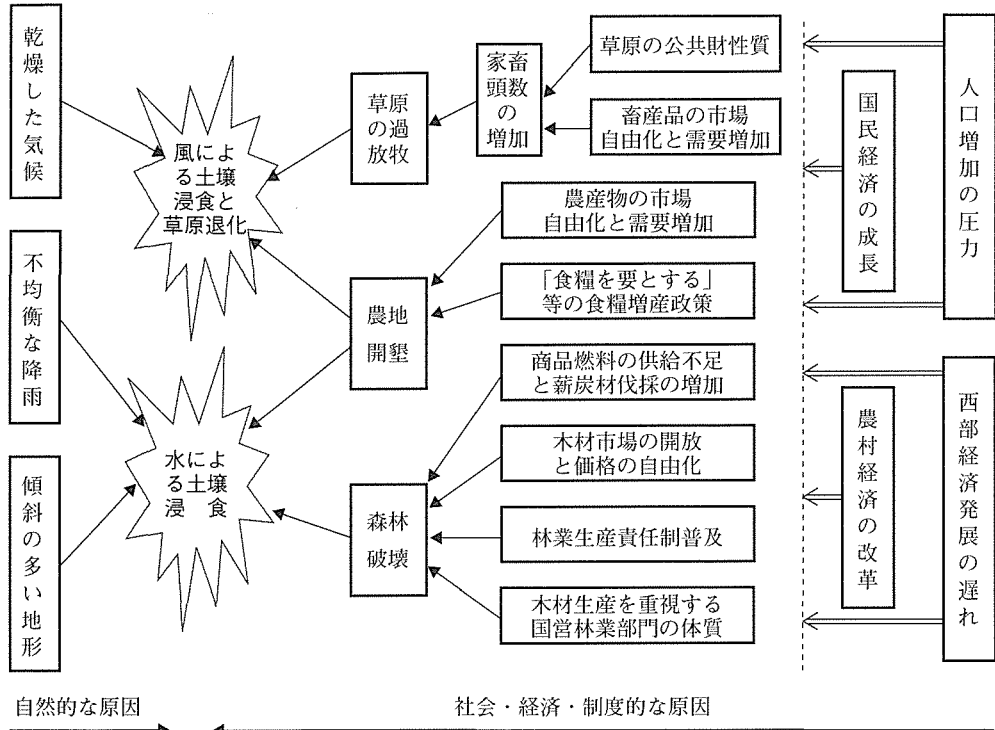 乾燥した気候
不均衡な降雨
傾斜の多い地形
風によ
る土壌
浸食と
草原退化
水によ
る土壌
浸　食
草原
の過
放牧
農地
開墾
森林
破壊
家畜
頭数
の
増加
草原の公共財性質
畜産品の市場
自由化と需要増加
農産物の市場
自由化と需要増加
「食糧を要とする」
等の食糧増産政策
商品燃料の供給不足
と薪炭材伐採の増加
木材市場の開放
と価格の自由化
林業生産責任制普及
木材生産を重視する
国営林業部門の体質
国民経済の成長
農村経済の改革
人口増加の圧力
西部経済発展の遅れ
自然的な原因
社会・経済・制度的な原因